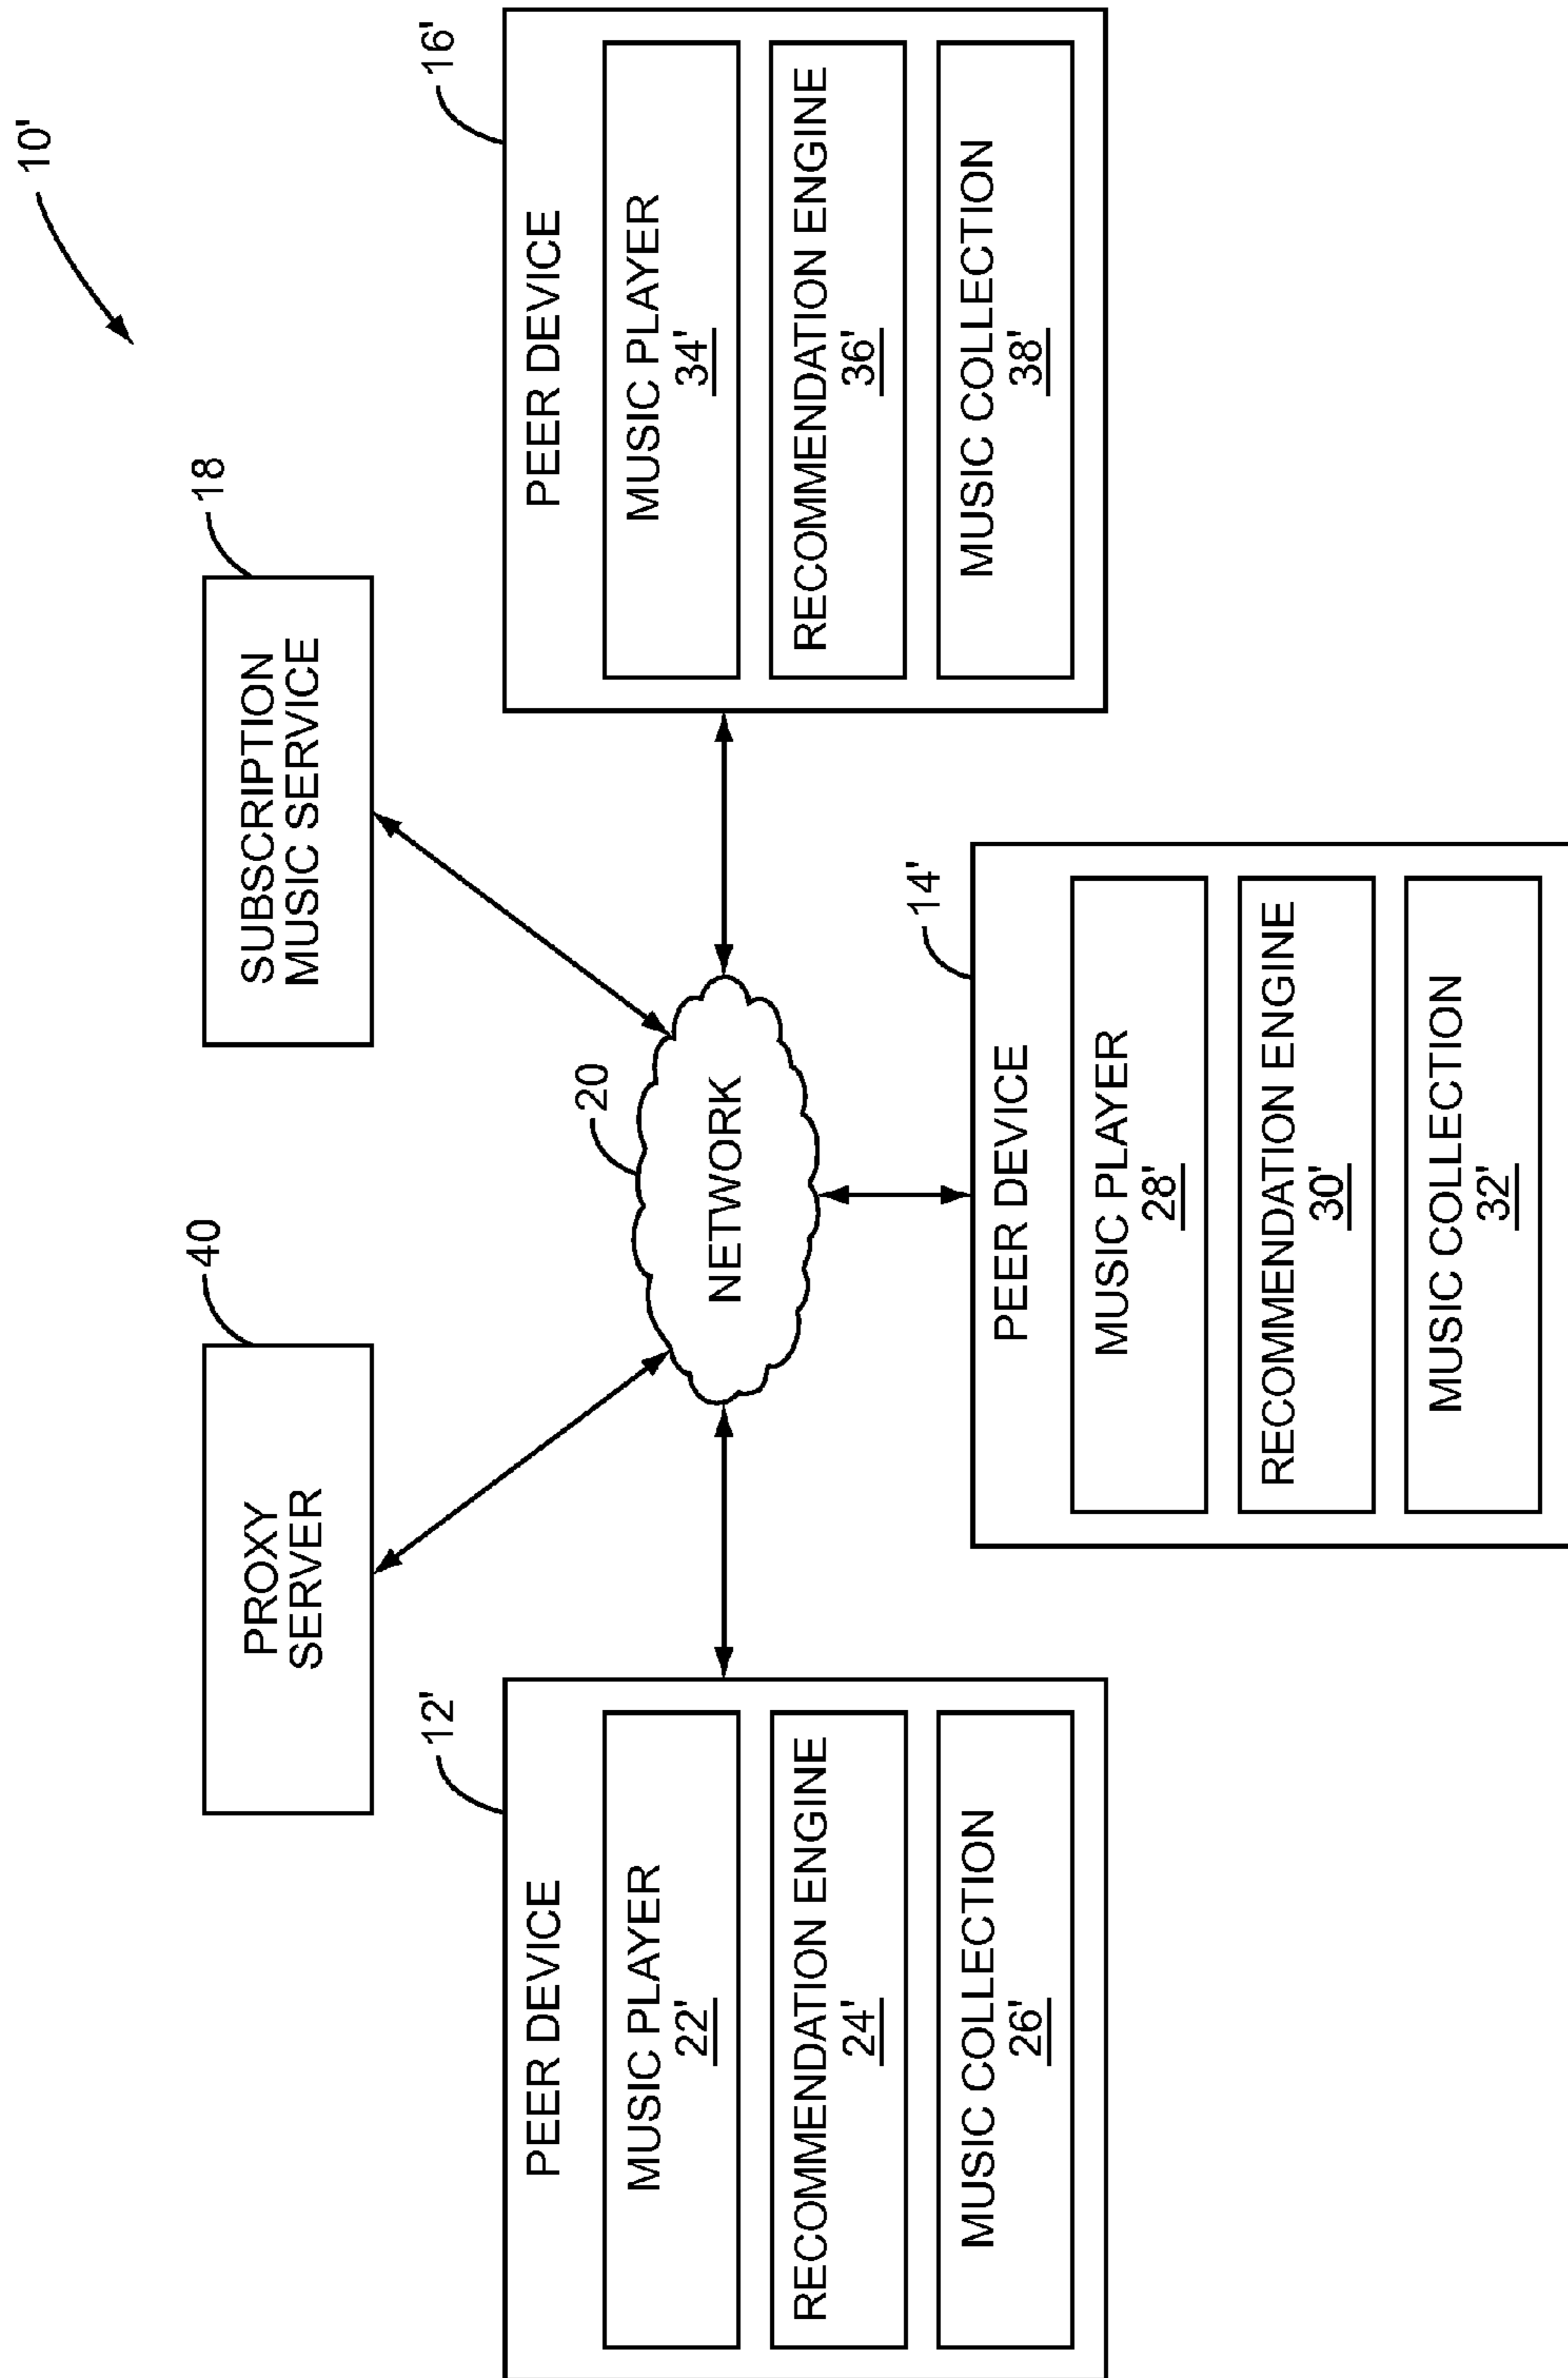 10'
40
PROXY
SERVER
18
SUBSCRIPTION
MUSIC SERVICE
20
NETWORK
12'
PEER DEVICE
MUSIC PLAYER
22'
RECOMMENDATION ENGINE
24'
MUSIC COLLECTION
26'
16'
PEER DEVICE
MUSIC PLAYER
34'
RECOMMENDATION ENGINE
36'
MUSIC COLLECTION
38'
14'
PEER DEVICE
MUSIC PLAYER
28'
RECOMMENDATION ENGINE
30'
MUSIC COLLECTION
32'